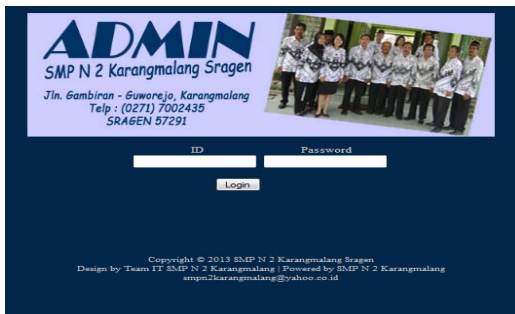 ADMIN
SMP N 2 Karangmalang Sragen
Jln. Gambiran - Guworejo, Karangmalang
Telp : (0271) 7002435
SRAGEN 57291
ID Password
Login
Copyright © 2013 SMP N 2 Karangmalang Sragen
Design by Team IT SMP N 2 Karangmalang | Powered by SMP N 2 Karangmalang
smpn2karangmalang@yahoo.co.id